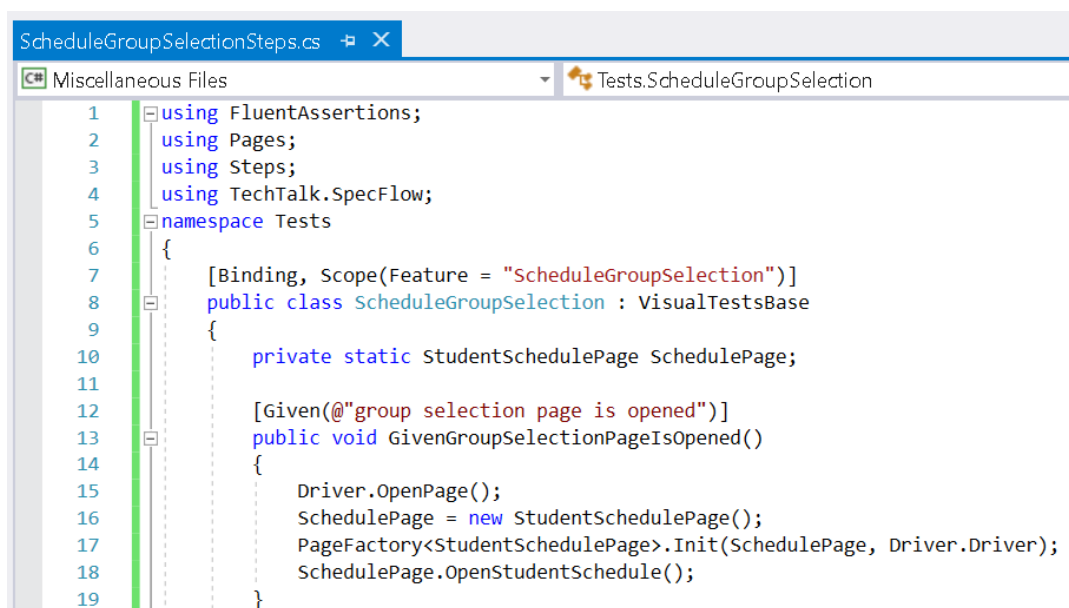 ScheduleGroupSelectionSteps.cs
C# Miscellaneous Files Tests.ScheduleGroupSelection
1 using FluentAssertions;
2 using Pages;
3 using Steps;
4 using TechTalk.SpecFlow;
5 namespace Tests
6 {
7 [Binding, Scope(Feature = "ScheduleGroupSelection")]
8 public class ScheduleGroupSelection : VisualTestsBase
9 {
10 private static StudentSchedulePage SchedulePage;
11
12 [Given(@"group selection page is opened")]
13 public void GivenGroupSelectionPageIsOpened()
14 {
15 Driver.OpenPage();
16 SchedulePage = new StudentSchedulePage();
17 PageFactory<StudentSchedulePage>.Init(SchedulePage, Driver.Driver);
18 SchedulePage.OpenStudentSchedule();
19 }